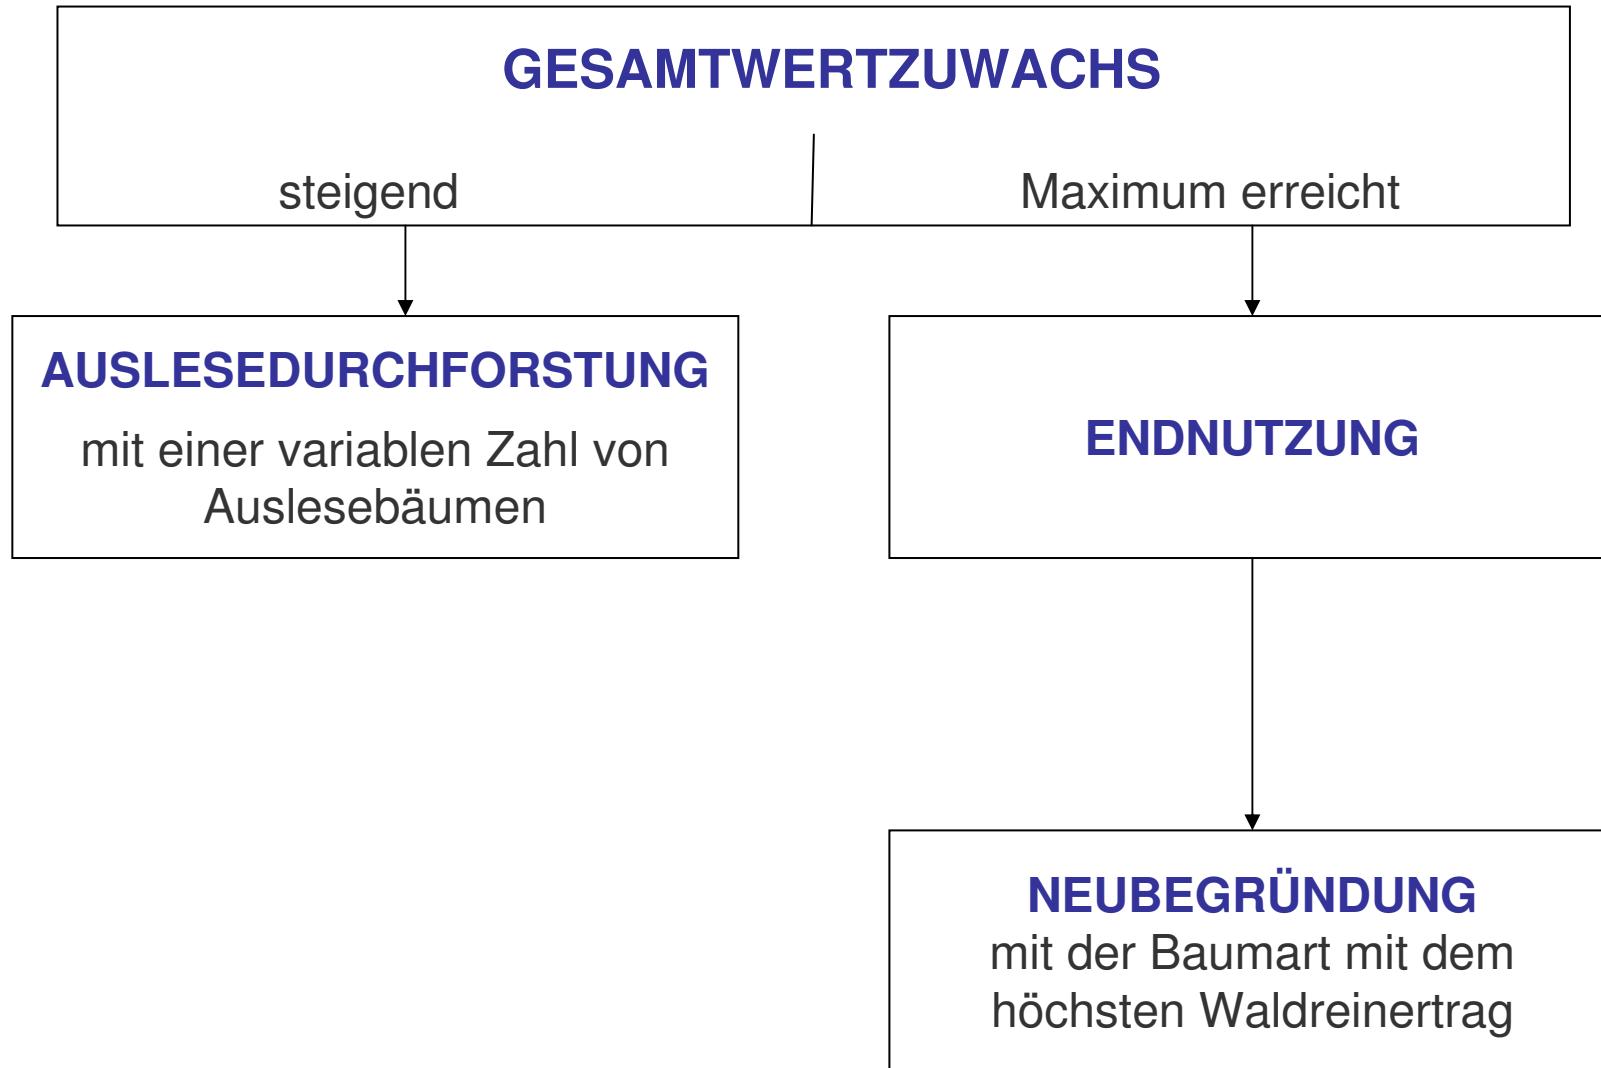 GESAMTWERTZUWACHS
steigend
Maximum erreicht
AUSLESEDURCHFORSTUNG
mit einer variablen Zahl von
Auslesebäumen
ENDNUTZUNG
NEUBEGRÜNDUNG
mit der Baumart mit dem
höchsten Waldreinertrag